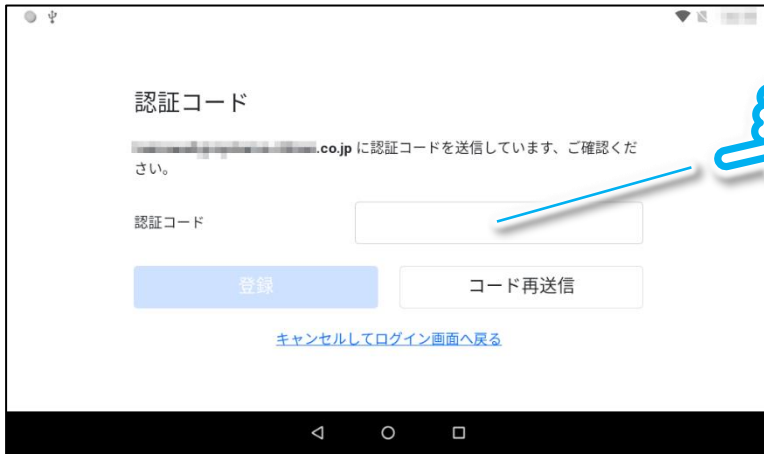 認証コード
.co.jp に認証コードを送信しています、ご確認くだ
さい。
認証コード
登録
コード再送信
キャンセルしてログイン画面へ戻る